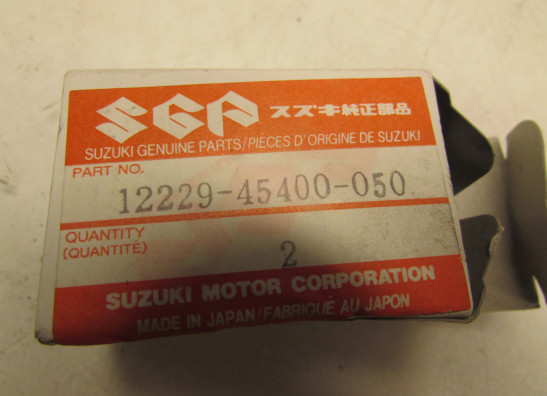 SGP スズキ純正部品
SUZUKI GENUINE PARTS/PIÈCES D'ORIGINE DE SUZUKI
PART NO.
12229-45400-050
QUANTITY
(QUANTITÉ)
2
SUZUKI MOTOR CORPORATION
MADE IN JAPAN/FABRIQUÉ AU JAPON